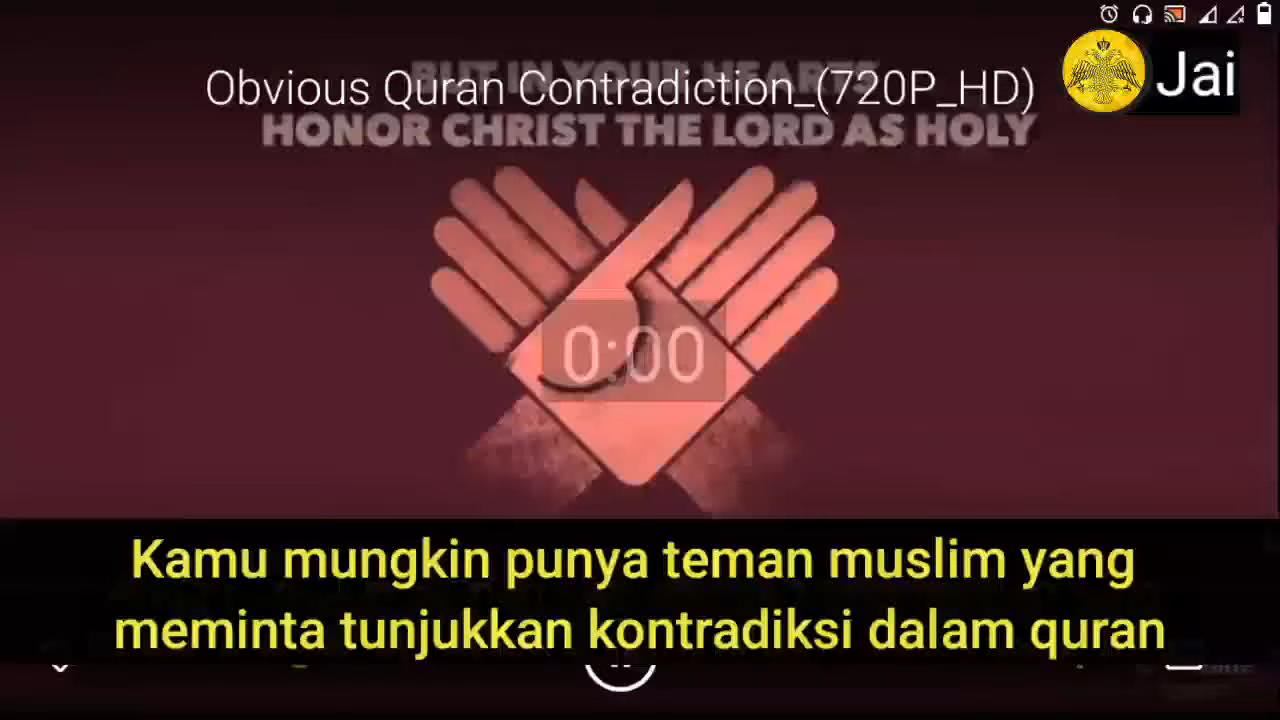 BUT IN YOUR HEARTS
Obvious Quran Contradiction_(720P_HD)
Jai
HONOR CHRIST THE LORD AS HOLY
0:00
Kamu mungkin punya teman muslim yang
meminta tunjukkan kontradiksi dalam quran